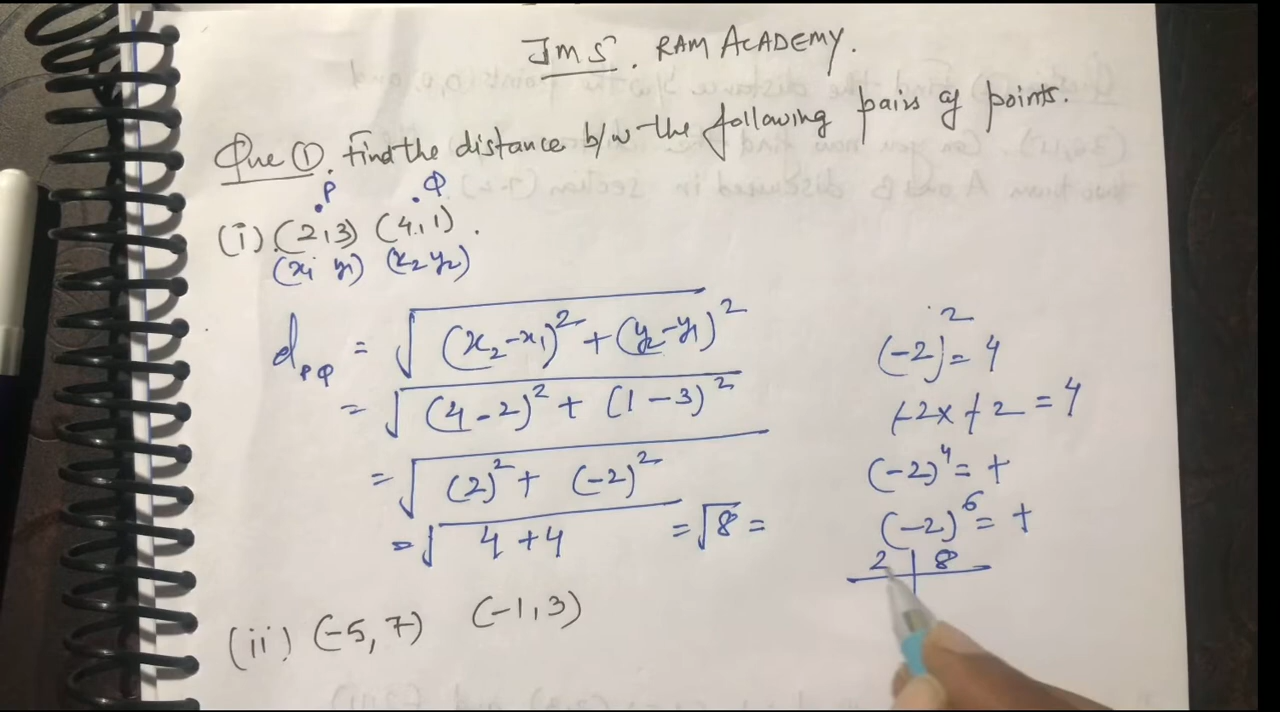 JMS. RAM ACADEMY.
Que ①. Find the distance b/w the following pairs of points.
P Q
(i) (2,3) (4,1).
(x₁ y₁) (x₂ y₂)
d_PQ = √((x₂-x₁)² + (y₂-y₁)²)
= √((4-2)² + (1-3)²)
= √((2)² + (-2)²)
= √(4+4) = √8 =
(ii) (-5,7) (-1,3)
(-2)² = 4
-2x-2 = 4
(-2)⁴ = +
(-2)⁶ = +
2 | 8